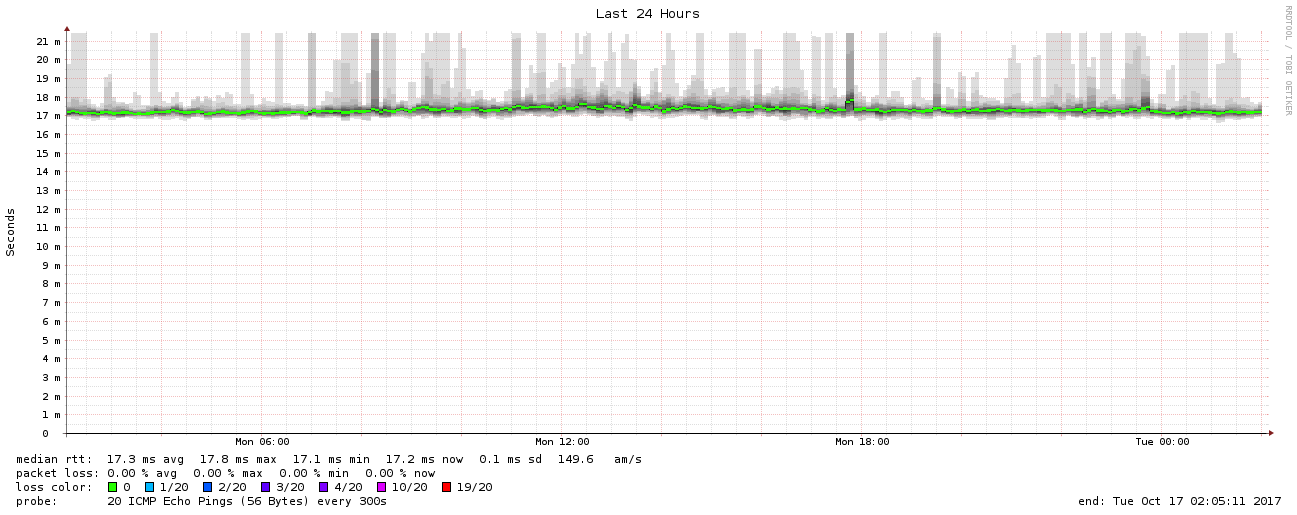 Last 24 Hours
RRDTOOL / TOBI OETIKER
Seconds
21 m
20 m
19 m
18 m
17 m
16 m
15 m
14 m
13 m
12 m
11 m
10 m
9 m
8 m
7 m
6 m
5 m
4 m
3 m
2 m
1 m
0
Mon 06:00 Mon 12:00 Mon 18:00 Tue 00:00
median rtt: 17.3 ms avg 17.8 ms max 17.1 ms min 17.2 ms now 0.1 ms sd 149.6 am/s
packet loss: 0.00 % avg 0.00 % max 0.00 % min 0.00 % now
loss color: 0 1/20 2/20 3/20 4/20 10/20 19/20
probe: 20 ICMP Echo Pings (56 Bytes) every 300s end: Tue Oct 17 02:05:11 2017